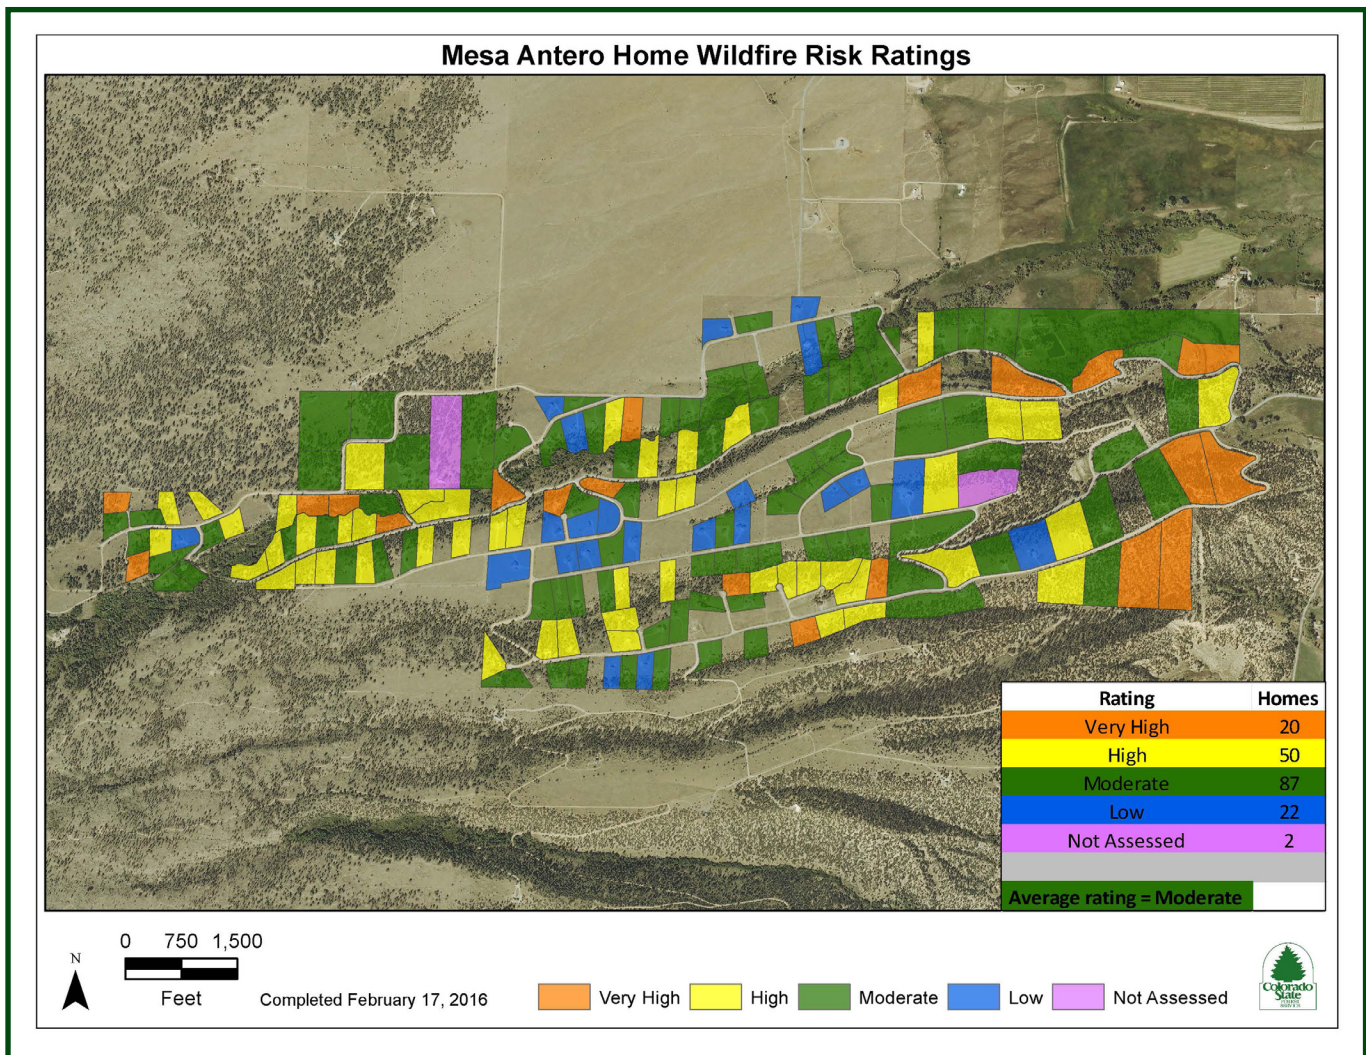 Mesa Antero Home Wildfire Risk Ratings
Rating Homes
Very High 20
High 50
Moderate 87
Low 22
Not Assessed 2
Average rating = Moderate
0 750 1,500
N
Feet
Completed February 17, 2016
Very High High Moderate Low Not Assessed
Colorado
State
FOREST
SERVICE